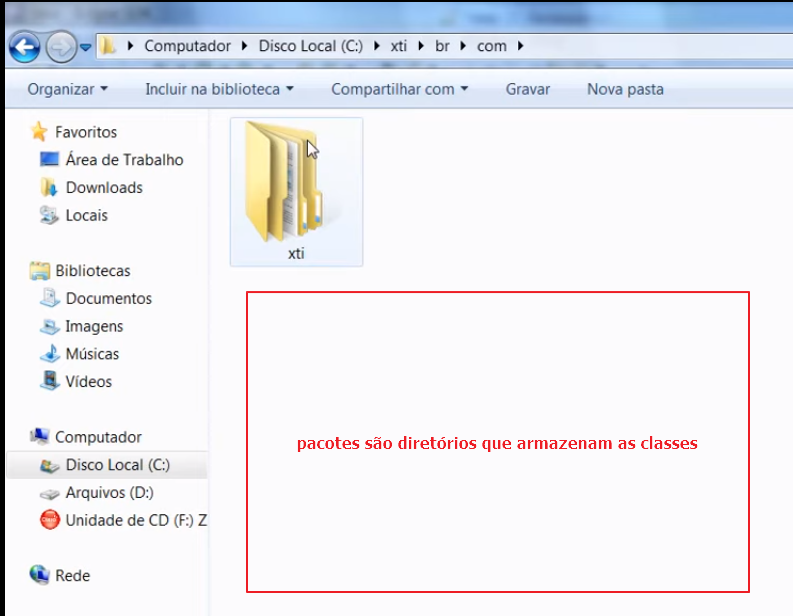 Computador Disco Local (C:) xti br com
Organizar Incluir na biblioteca Compartilhar com Gravar Nova pasta
Favoritos
Área de Trabalho
Downloads
Locais
Bibliotecas
Documentos
Imagens
Músicas
Vídeos
Computador
Disco Local (C:)
Arquivos (D:)
Unidade de CD (F:) Z
Rede
xti
pacotes são diretórios que armazenam as classes